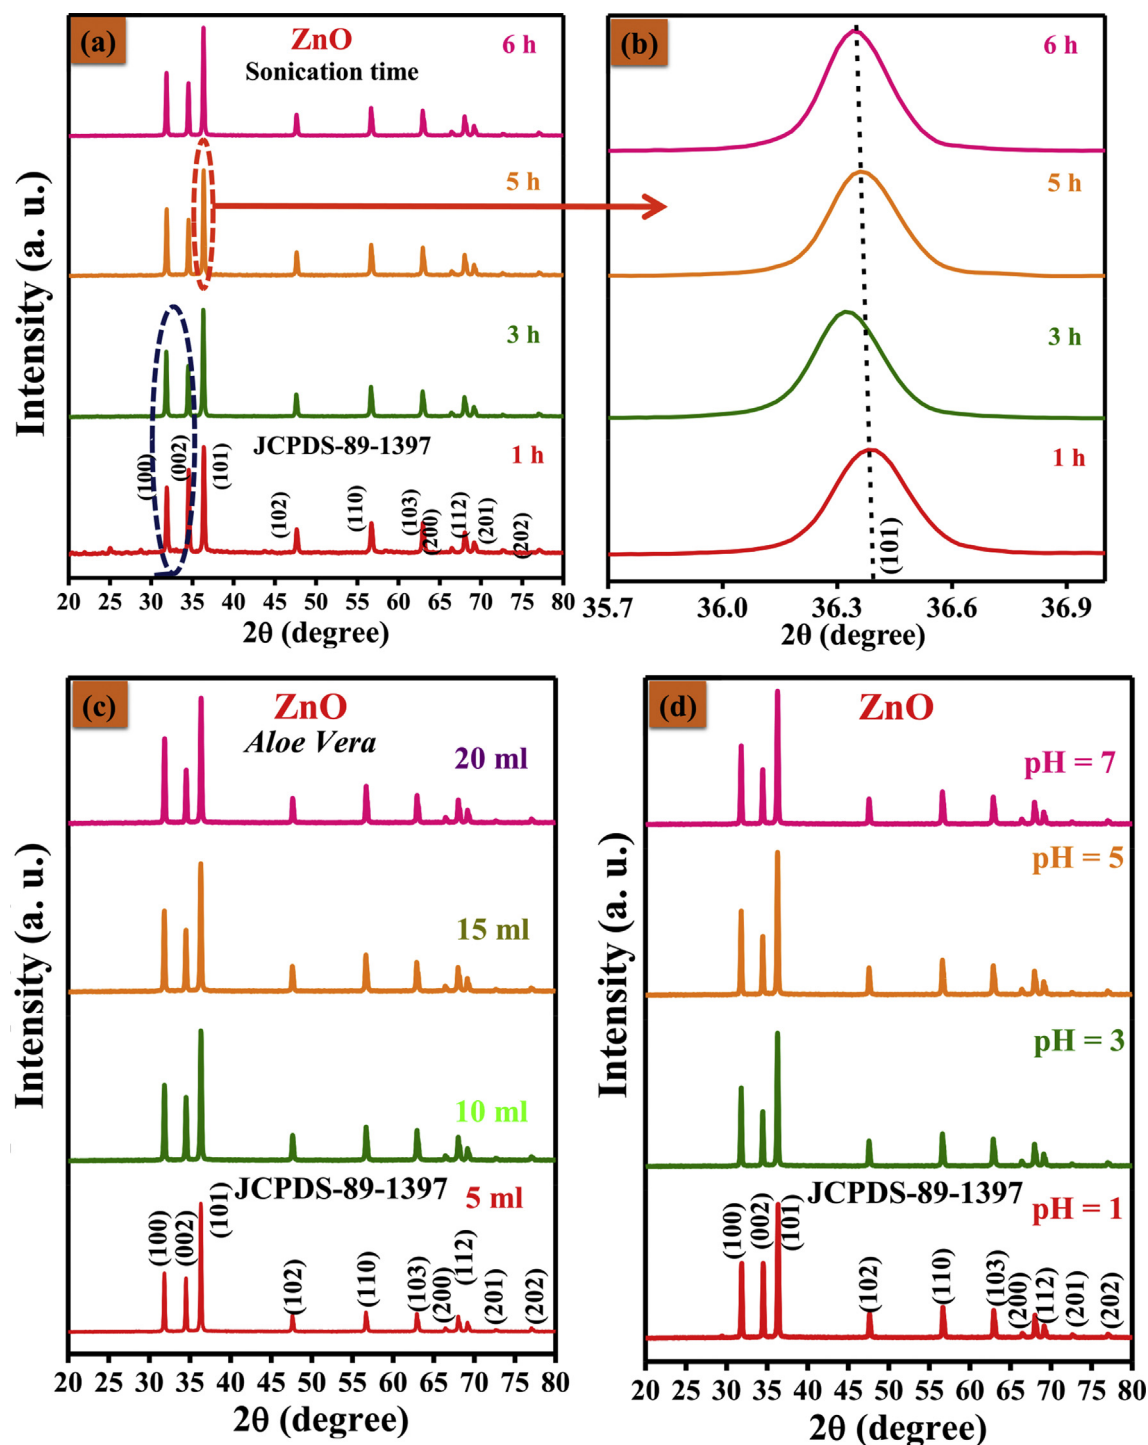 (a)
ZnO
Sonication time
6 h
5 h
3 h
1 h
JCPDS-89-1397
(100)
(002)
(101)
(102)
(110)
(103)
(200)
(112)
(201)
(202)
Intensity (a. u.)
20 25 30 35 40 45 50 55 60 65 70 75 80
2θ (degree)
(b)
6 h
5 h
3 h
1 h
(101)
35.7 36.0 36.3 36.6 36.9
2θ (degree)
(c)
ZnO
Aloe Vera
20 ml
15 ml
10 ml
5 ml
JCPDS-89-1397
(100)
(002)
(101)
(102)
(110)
(103)
(200)
(112)
(201)
(202)
Intensity (a. u.)
20 25 30 35 40 45 50 55 60 65 70 75 80
2θ (degree)
(d)
ZnO
pH = 7
pH = 5
pH = 3
pH = 1
JCPDS-89-1397
(100)
(002)
(101)
(102)
(110)
(103)
(200)
(112)
(201)
(202)
Intensity (a. u.)
20 25 30 35 40 45 50 55 60 65 70 75 80
2θ (degree)